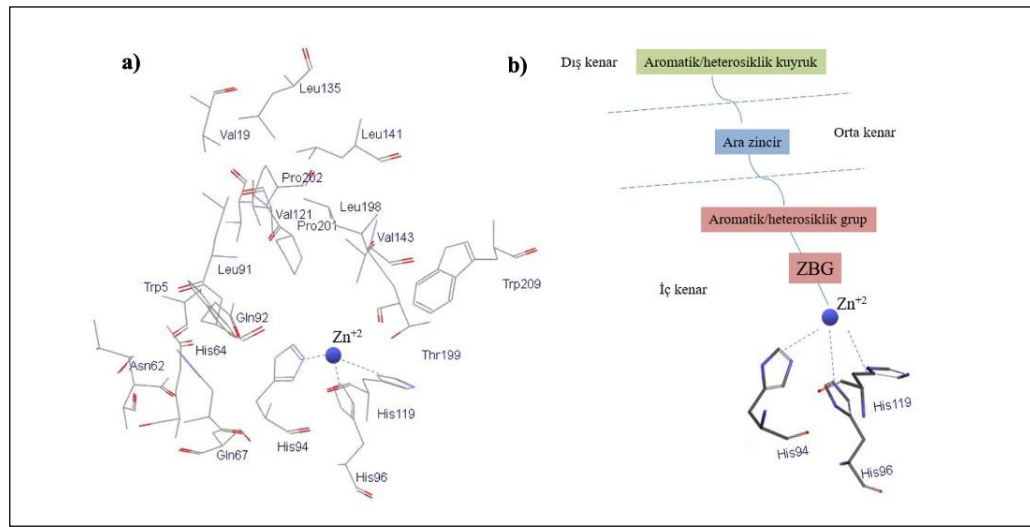 a)
Leu135
Val19
Leu141
Pro202
Val121
Leu198
Pro201
Val143
Leu91
Trp209
Trp5
Gln92
Zn+2
His64
Thr199
Asn62
His119
His94
Gln67
His96
b)
Dış kenar
Aromatik/heterosiklik kuyruk
Orta kenar
Ara zincir
Aromatik/heterosiklik grup
ZBG
İç kenar
Zn+2
His119
His94
His96